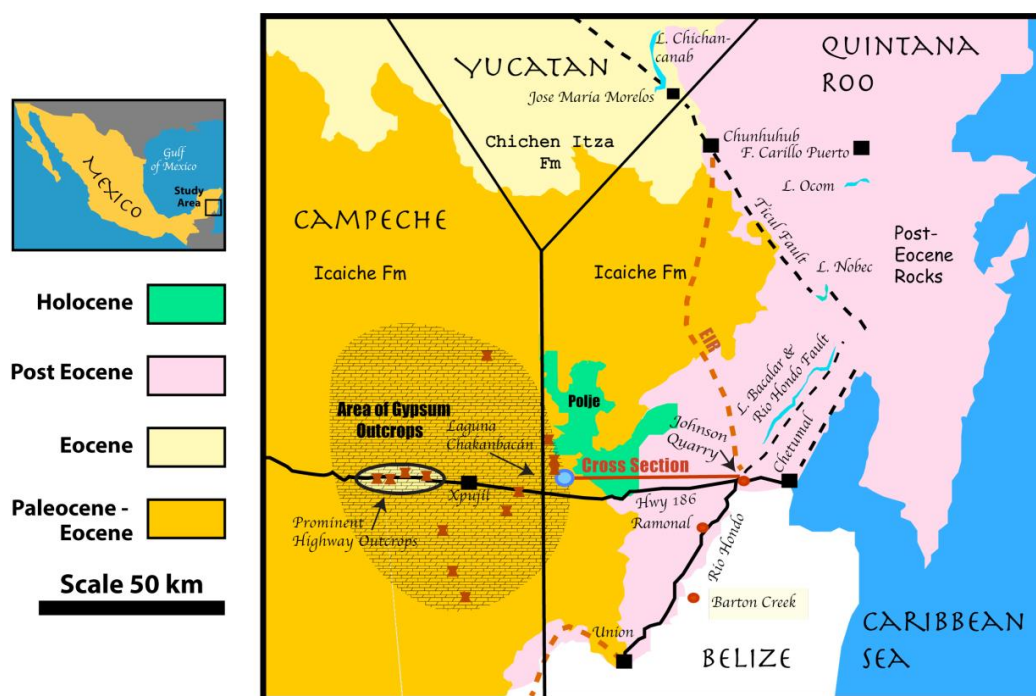 Gulf
of Mexico
MEXICO
Study
Area
Holocene
Post Eocene
Eocene
Paleocene -
Eocene
Scale 50 km
YUCATAN
L. Chichan-
canab
QUINTANA
ROO
Jose Maria Morelos
Chichen Itza
Fm
Chunhuhub
F. Carillo Puerto
L. Ocom
CAMPECHE
Ticul Fault
Post-
Eocene
Rocks
Icaiche Fm
Icaiche Fm
L. Nobec
EIR
L. Bacalar &
Rio Hondo Fault
Polje
Area of Gypsum
Outcrops
Laguna
Chakanbacán
Johnson
Quarry
Chetumal
Cross Section
Xpujil
Hwy 186
Prominent
Highway Outcrops
Ramonal
Rio Hondo
Barton Creek
Union
BELIZE
CARIBBEAN
SEA